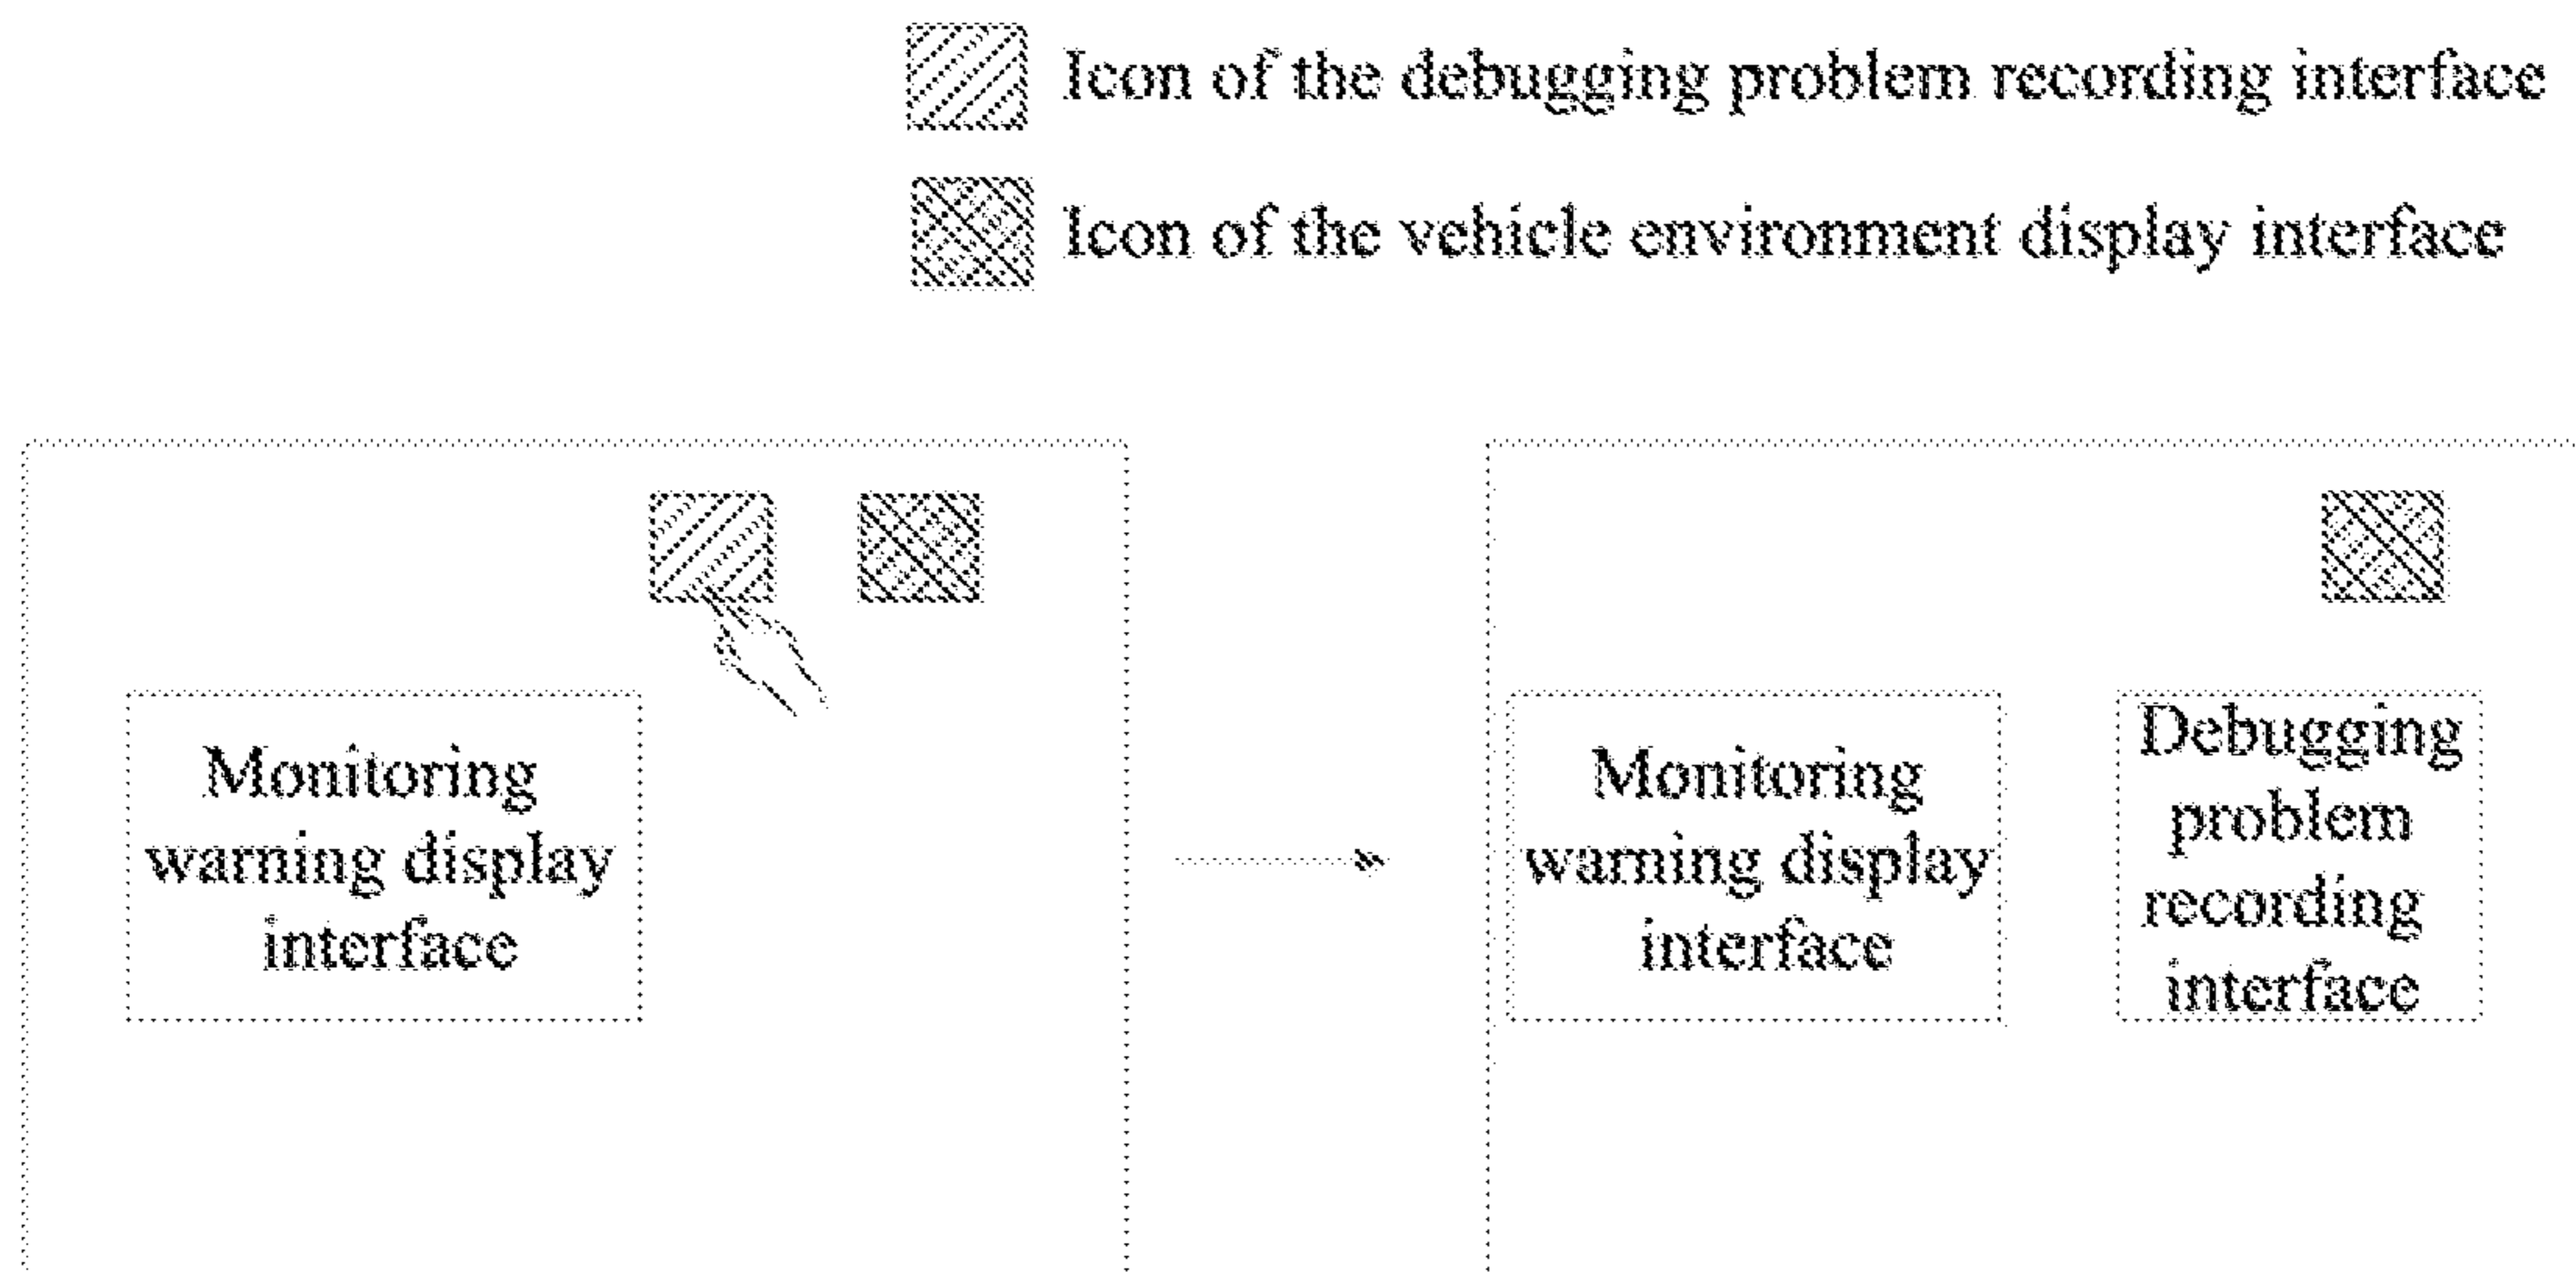 Icon of the debugging problem recording interface
Icon of the vehicle environment display interface
Monitoring
warning display
interface
Monitoring
warning display
interface
Debugging
problem
recording
interface